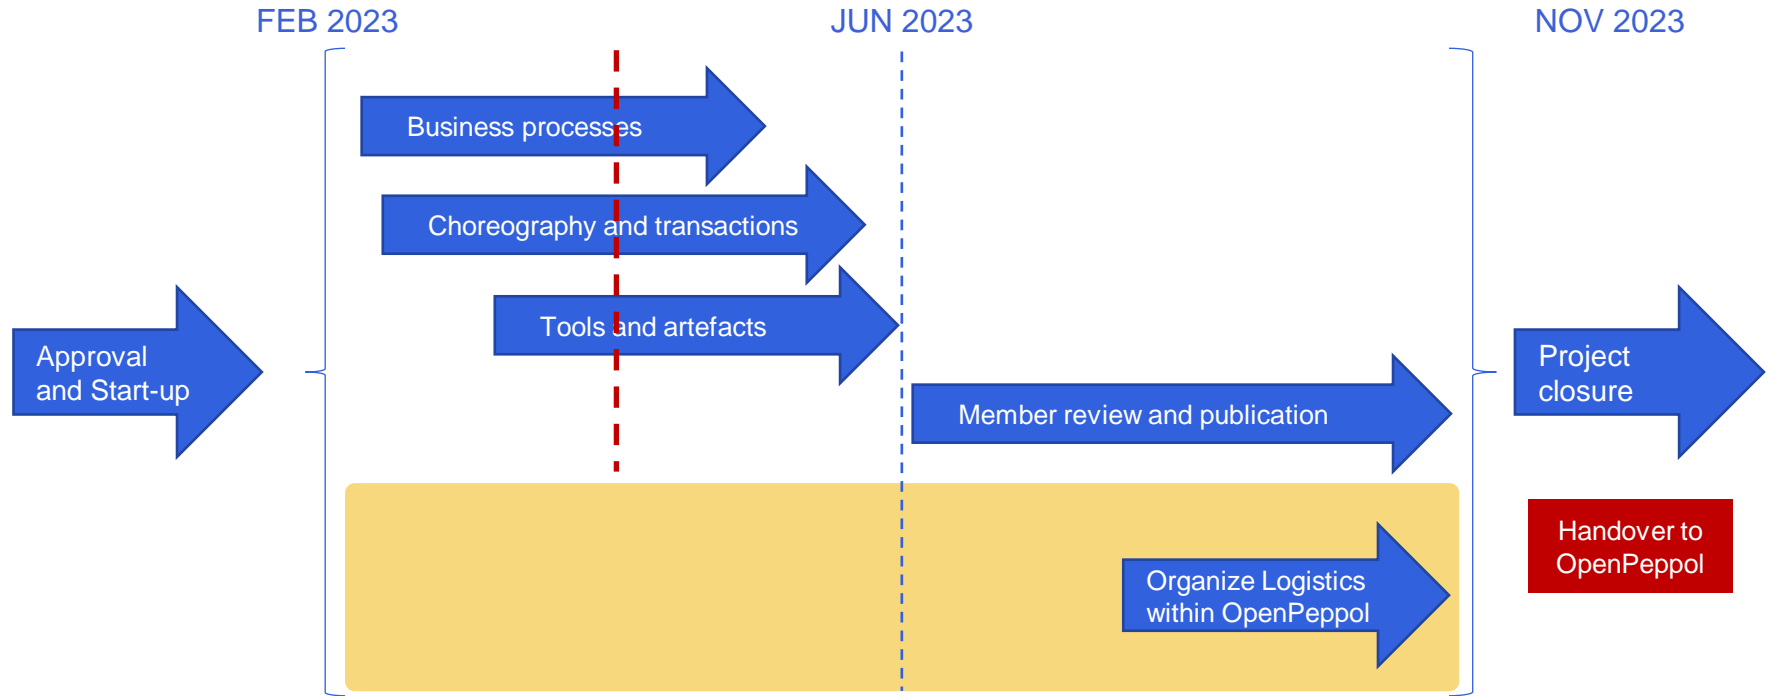 FEB 2023
JUN 2023
NOV 2023
Business processes
Choreography and transactions
Tools and artefacts
Approval
and Start-up
Project
closure
Member review and publication
Handover to
OpenPeppol
Organize Logistics
within OpenPeppol